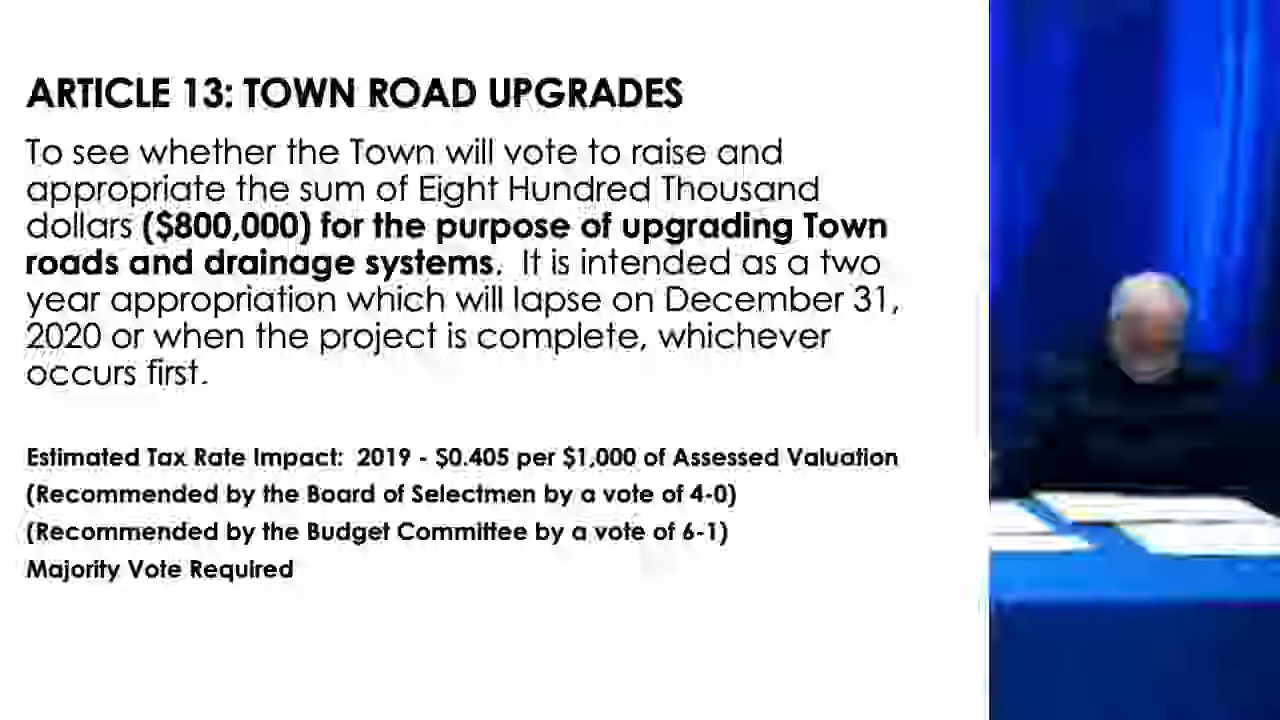 ARTICLE 13: TOWN ROAD UPGRADES
To see whether the Town will vote to raise and
appropriate the sum of Eight Hundred Thousand
dollars ($800,000) for the purpose of upgrading Town
roads and drainage systems.  It is intended as a two
year appropriation which will lapse on December 31,
2020 or when the project is complete, whichever
occurs first.
Estimated Tax Rate Impact:  2019 - $0.405 per $1,000 of Assessed Valuation
(Recommended by the Board of Selectmen by a vote of 4-0)
(Recommended by the Budget Committee by a vote of 6-1)
Majority Vote Required